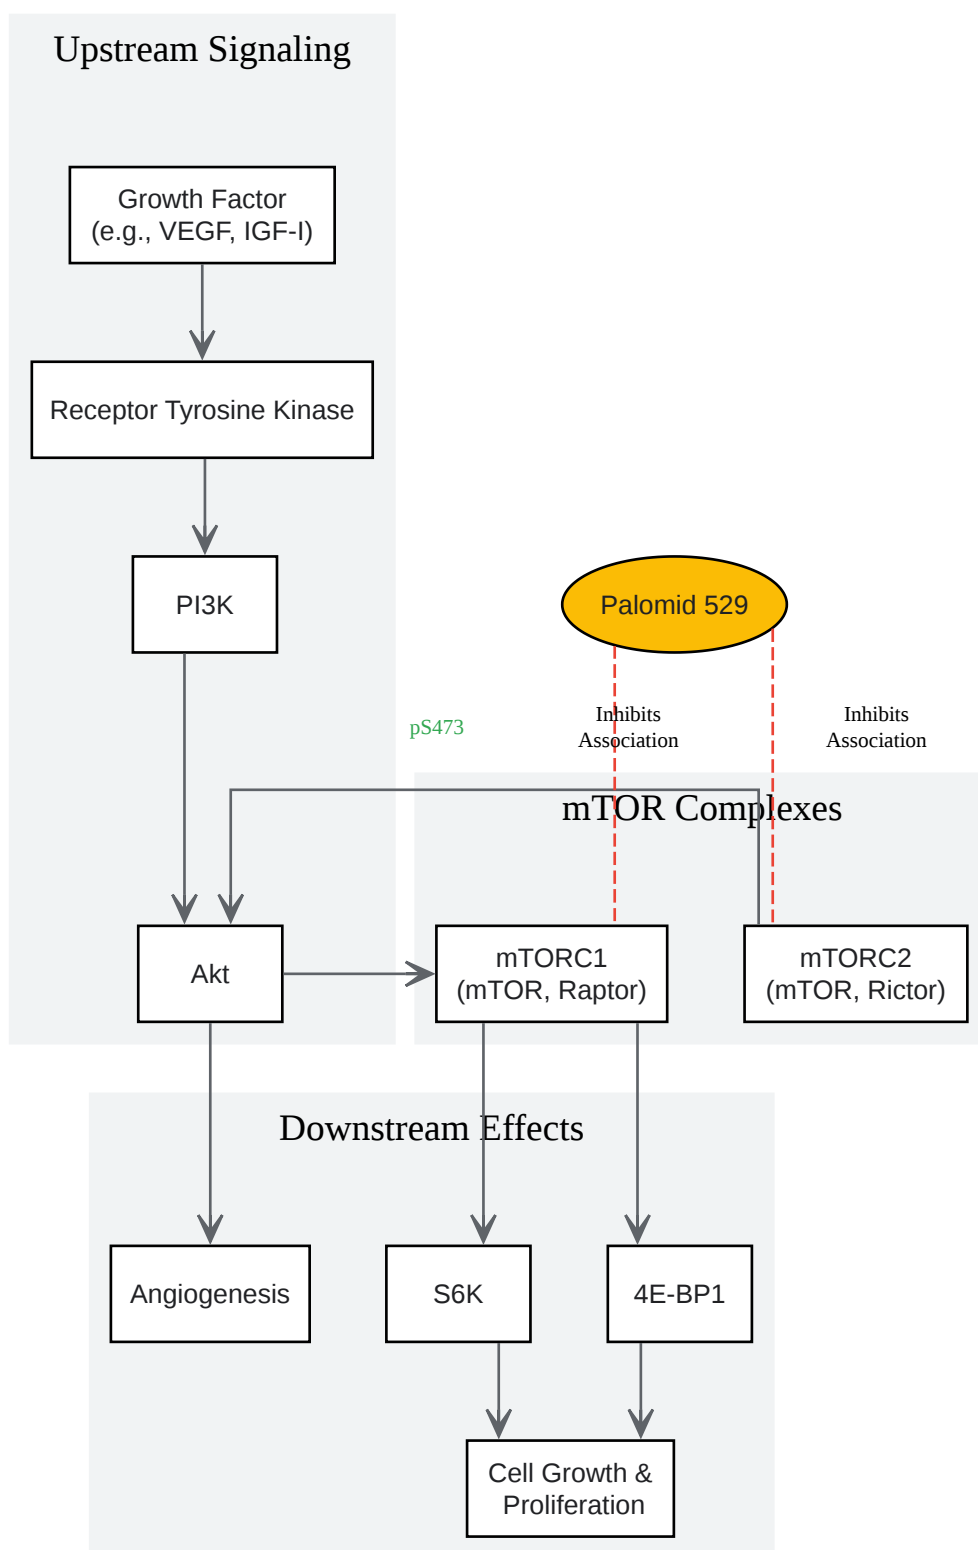 Upstream Signaling
Growth Factor
(e.g., VEGF, IGF-I)
Receptor Tyrosine Kinase
PI3K
Palomid 529
pS473
Inhibits
Association
Inhibits
Association
mTOR Complexes
Akt
mTORC1
(mTOR, Raptor)
mTORC2
(mTOR, Rictor)
Downstream Effects
Angiogenesis
S6K
4E-BP1
Cell Growth &
Proliferation